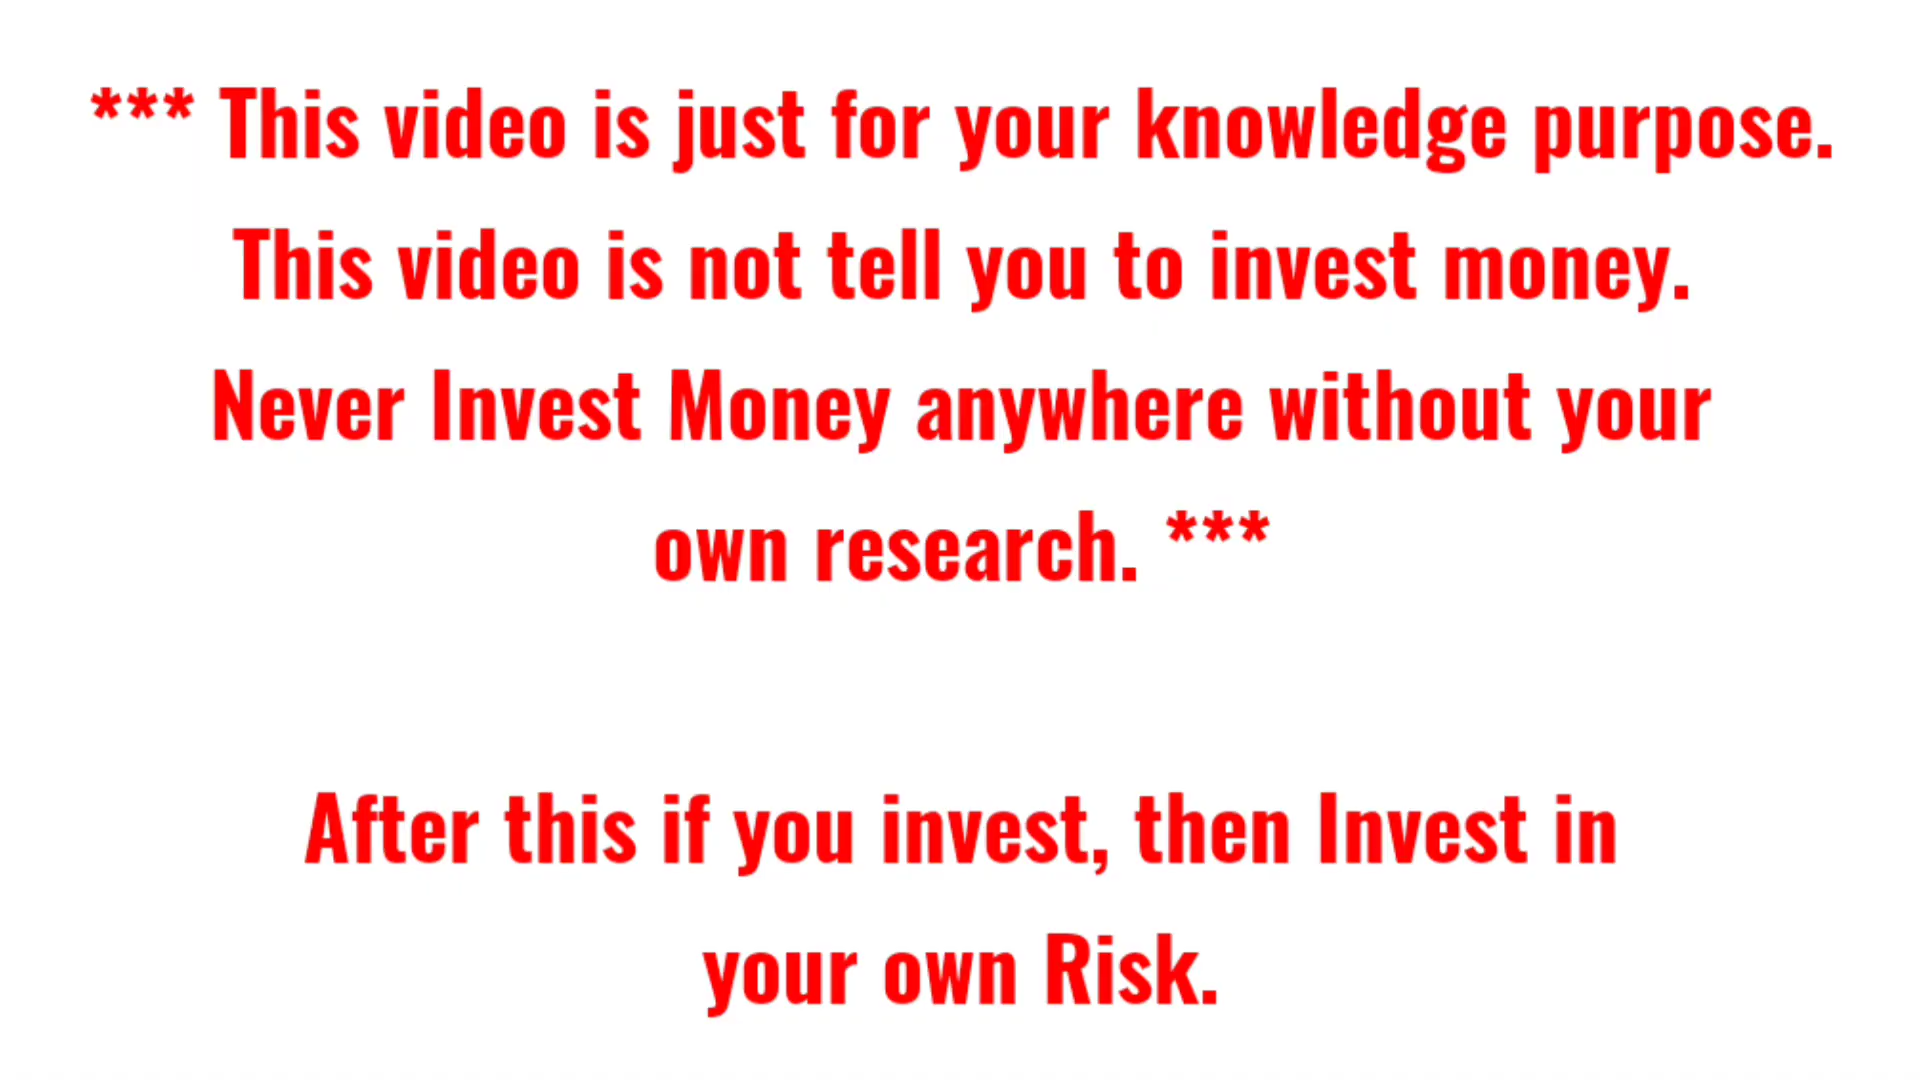 *** This video is just for your knowledge purpose.
This video is not tell you to invest money.
Never Invest Money anywhere without your
own research. ***
After this if you invest, then Invest in
your own Risk.